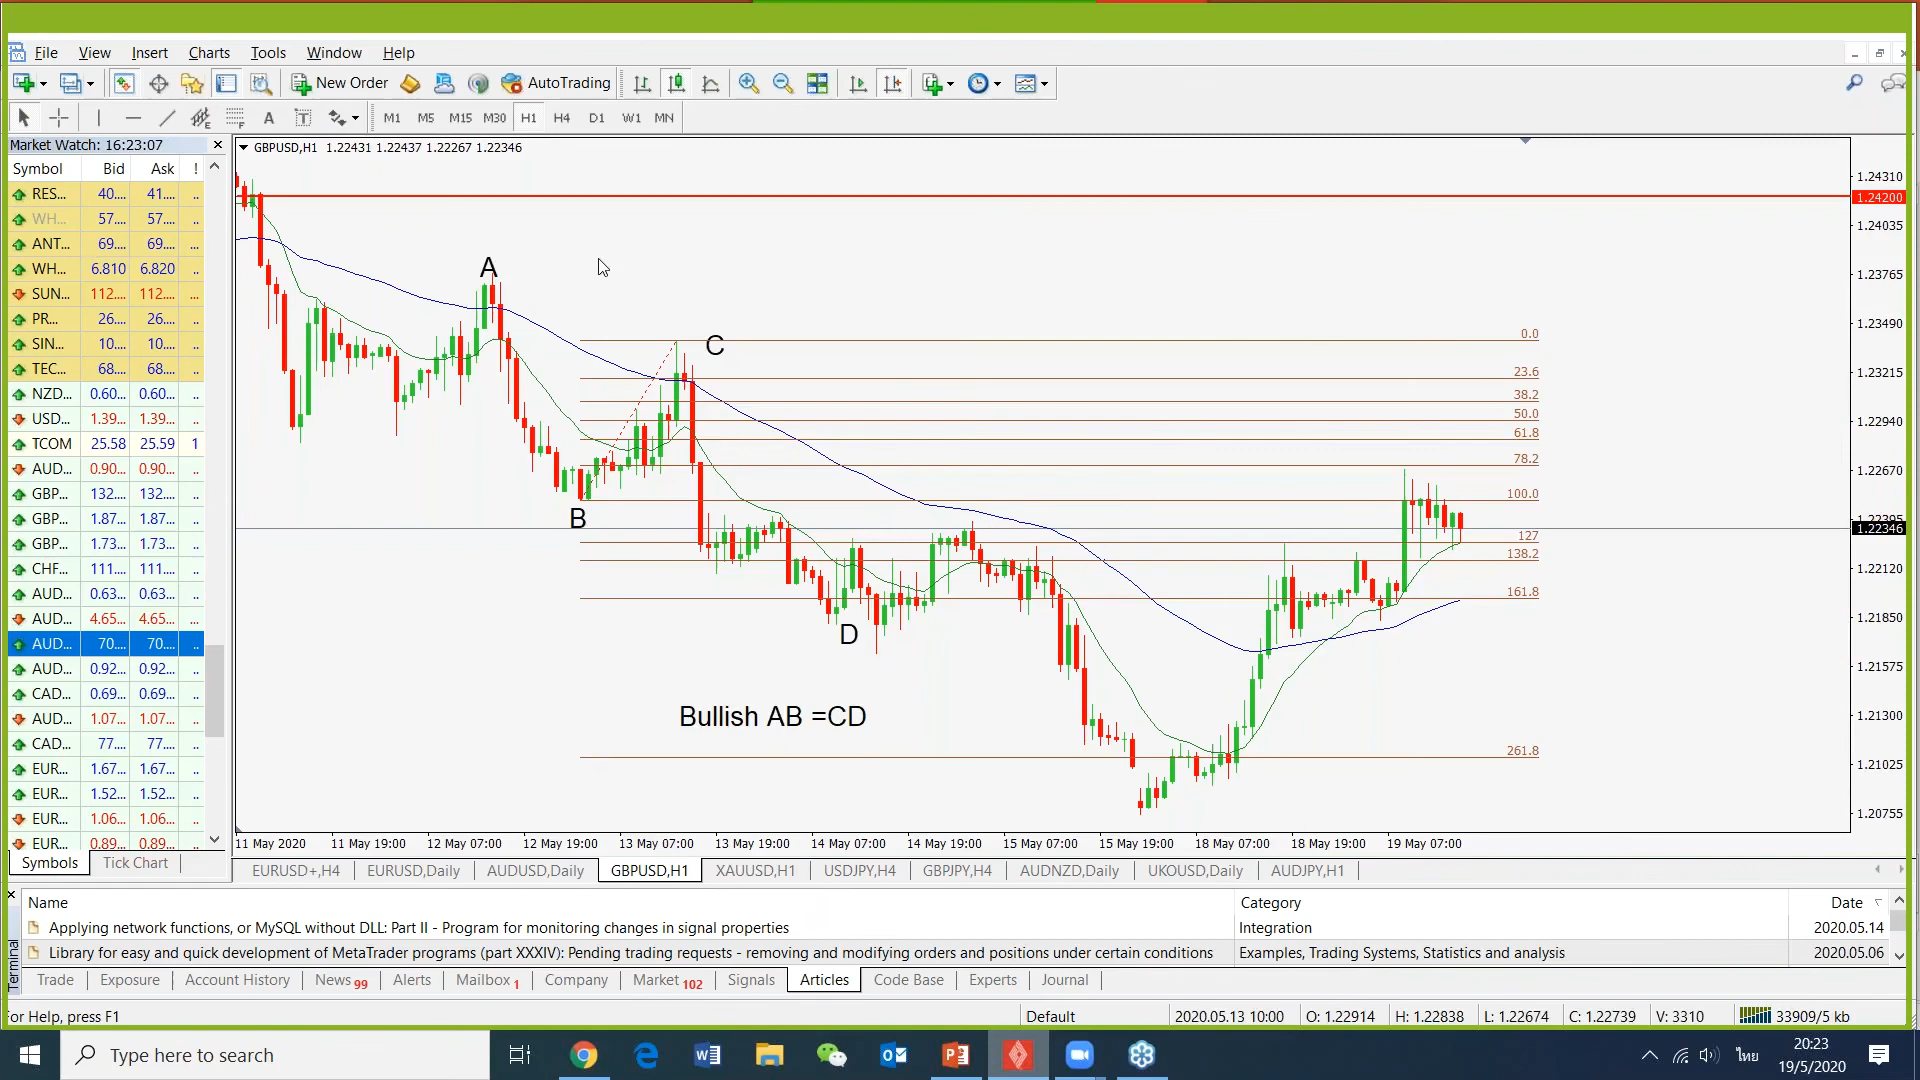 File View Insert Charts Tools Window Help
New Order AutoTrading
A T M1 M5 M15 M30 H1 H4 D1 W1 MN
Market Watch: 16:23:07
Symbol Bid Ask !
RES... 40.... 41.... ..
WH... 57.... 57.... ..
ANT... 69.... 69.... ...
WH... 6.810 6.820 ..
SUN... 112.... 112.... ...
PR... 26.... 26.... ..
SIN... 10.... 10.... ..
TEC... 68.... 68.... ..
NZD... 0.60... 0.60... ..
USD... 1.39... 1.39... ..
TCOM 25.58 25.59 1
AUD... 0.90... 0.90... ..
GBP... 132.... 132.... ..
GBP... 1.87... 1.87... ..
GBP... 1.73... 1.73... ..
CHF... 111.... 111.... ..
AUD... 0.63... 0.63... ..
AUD... 4.65... 4.65... ..
AUD... 70.... 70.... ..
AUD... 0.92... 0.92... ..
CAD... 0.69... 0.69... ..
AUD... 1.07... 1.07... ..
CAD... 77.... 77.... ..
EUR... 1.67... 1.67... ..
EUR... 1.52... 1.52... ..
EUR... 1.06... 1.06... ..
EUR... 0.89... 0.89... ..
Symbols Tick Chart
GBPUSD,H1 1.22431 1.22437 1.22267 1.22346
A
C
B
D
Bullish AB =CD
0.0
23.6
38.2
50.0
61.8
78.2
100.0
127
138.2
161.8
261.8
1.24310
1.24200
1.24035
1.23765
1.23490
1.23215
1.22940
1.22670
1.22395
1.22346
1.22120
1.21850
1.21575
1.21300
1.21025
1.20755
11 May 2020 11 May 19:00 12 May 07:00 12 May 19:00 13 May 07:00 13 May 19:00 14 May 07:00 14 May 19:00 15 May 07:00 15 May 19:00 18 May 07:00 18 May 19:00 19 May 07:00
EURUSD+,H4 EURUSD,Daily AUDUSD,Daily GBPUSD,H1 XAUUSD,H1 USDJPY,H4 GBPJPY,H4 AUDNZD,Daily UKOUSD,Daily AUDJPY,H1
Name Category Date
Applying network functions, or MySQL without DLL: Part II - Program for monitoring changes in signal properties Integration 2020.05.14
Library for easy and quick development of MetaTrader programs (part XXXIV): Pending trading requests - removing and modifying orders and positions under certain conditions Examples, Trading Systems, Statistics and analysis 2020.05.06
Terminal
Trade Exposure Account History News 99 Alerts Mailbox 1 Company Market 102 Signals Articles Code Base Experts Journal
For Help, press F1 Default 2020.05.13 10:00 O: 1.22914 H: 1.22838 L: 1.22674 C: 1.22739 V: 3310 33909/5 kb
Type here to search
ไทย
20:23
19/5/2020